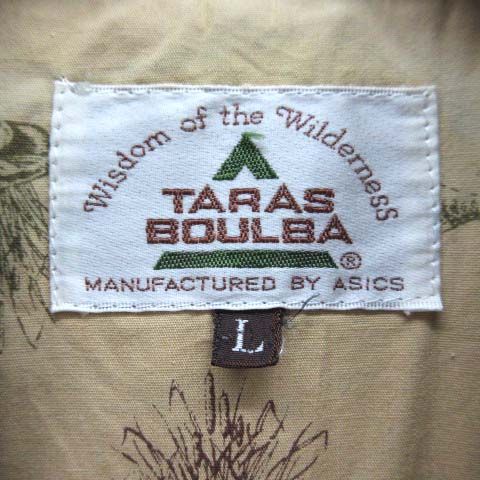 Wisdom of the Wilderness
TARAS
BOULBA
®
MANUFACTURED BY ASICS
L